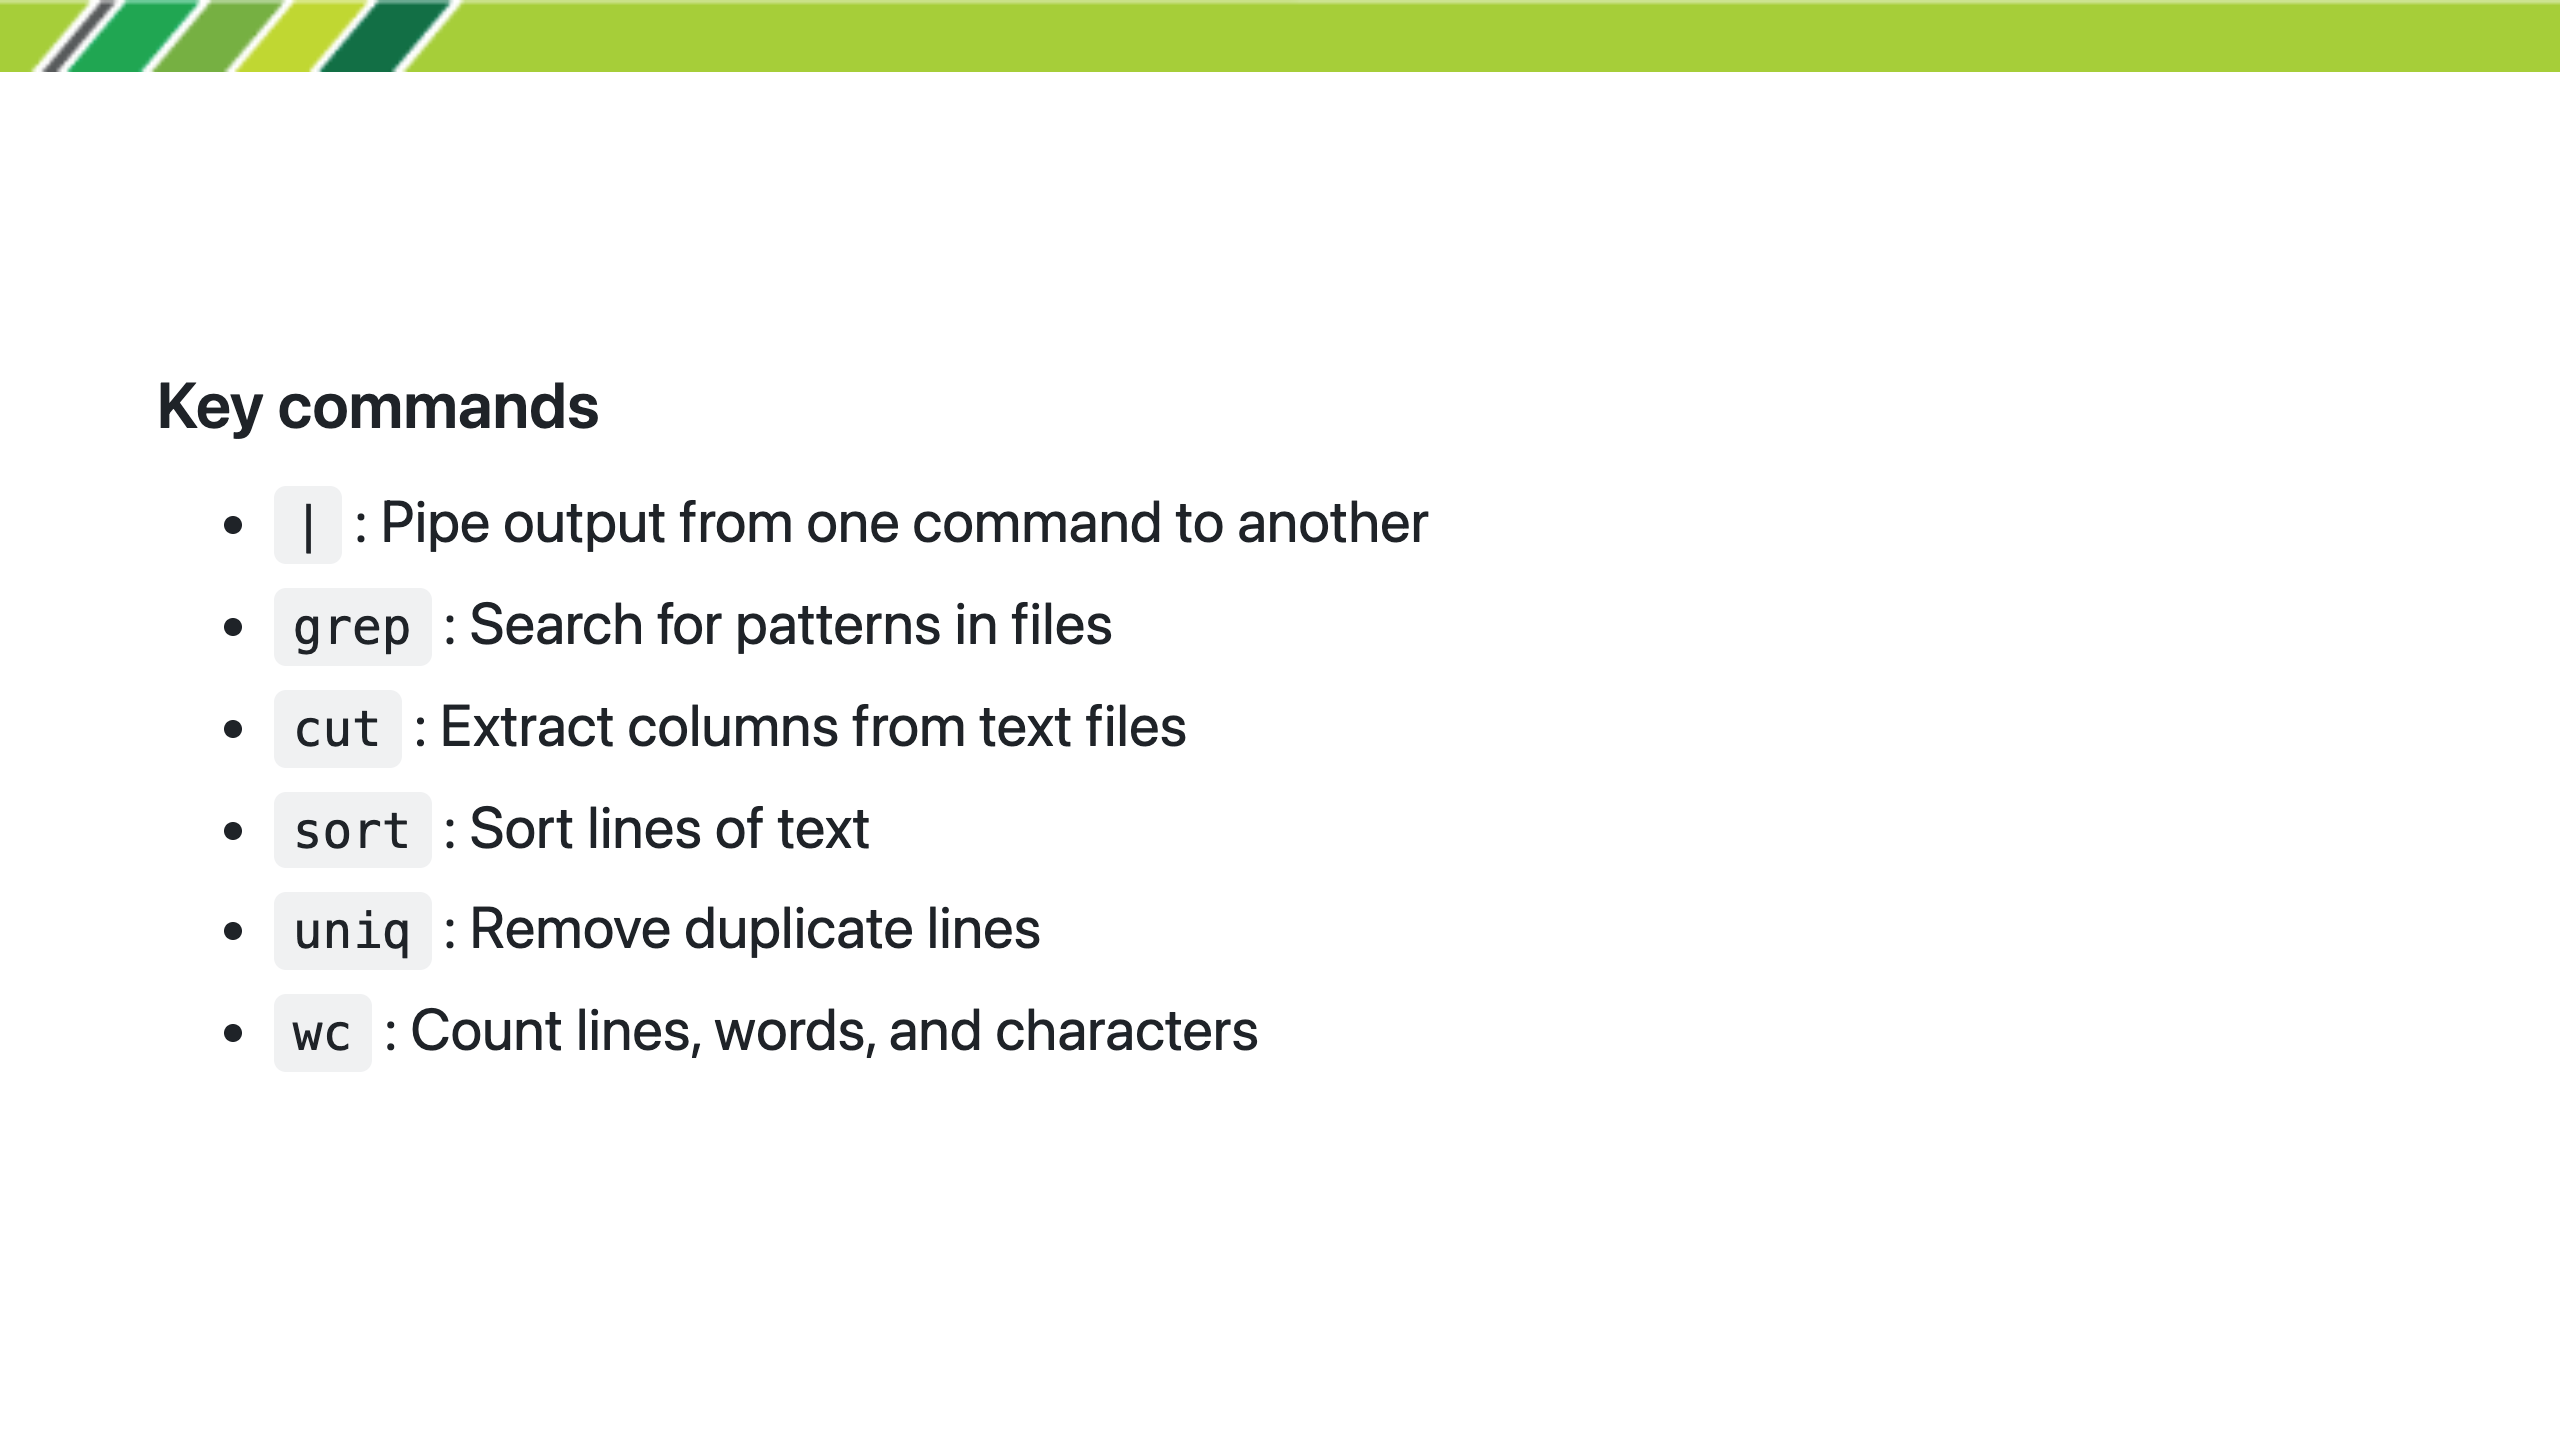 Key commands
• | : Pipe output from one command to another
• grep : Search for patterns in files
• cut : Extract columns from text files
• sort : Sort lines of text
• uniq : Remove duplicate lines
• wc : Count lines, words, and characters